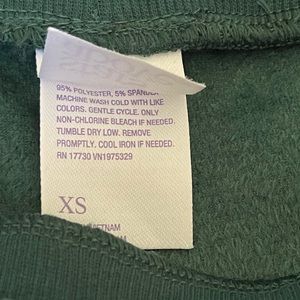 95% POLYESTER, 5% SPANDEX
MACHINE WASH COLD WITH LIKE
COLORS. GENTLE CYCLE. ONLY
NON-CHLORINE BLEACH IF NEEDED.
TUMBLE DRY LOW. REMOVE
PROMPTLY. COOL IRON IF NEEDED.
RN 17730 VN1975329
XS
VIETNAM